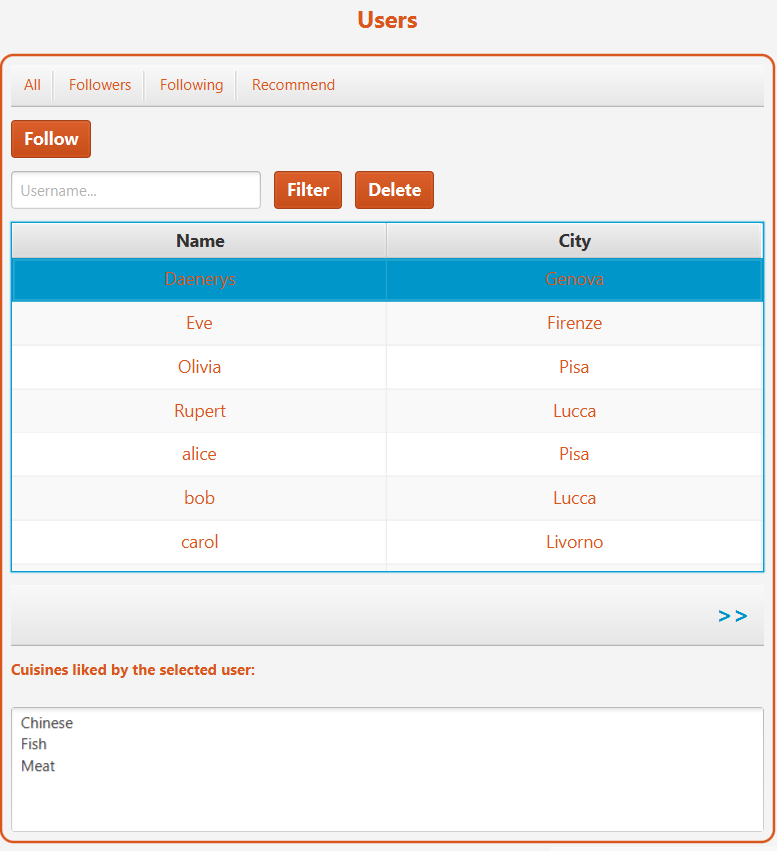 Users
All Followers Following Recommend
Follow
Username... Filter Delete
Name City
Daenerys Genova
Eve Firenze
Olivia Pisa
Rupert Lucca
alice Pisa
bob Lucca
carol Livorno
>>
Cuisines liked by the selected user:
Chinese
Fish
Meat